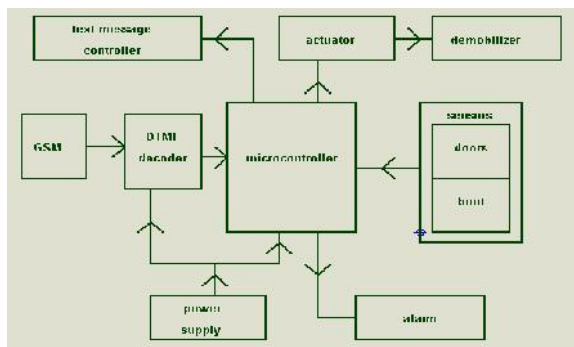 text message
controller
actuator
demobilizer
GSM
DTMF
decoder
microcontroller
sensors
doors
boot
power
supply
alarm